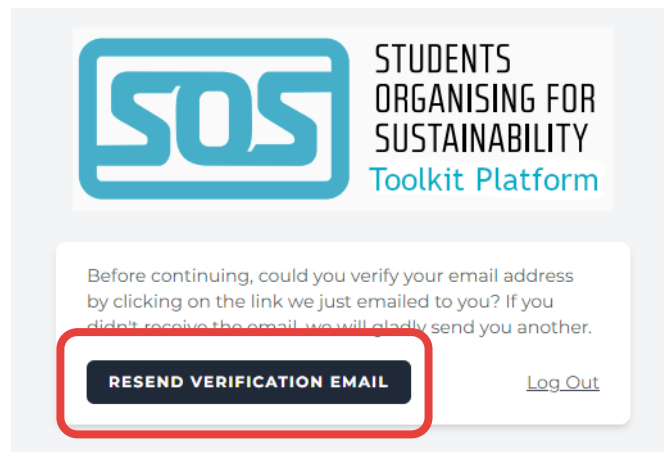 SOS
STUDENTS
ORGANISING FOR
SUSTAINABILITY
Toolkit Platform
Before continuing, could you verify your email address
by clicking on the link we just emailed to you? If you
didn't receive the email, we will gladly send you another.
RESEND VERIFICATION EMAIL
Log Out